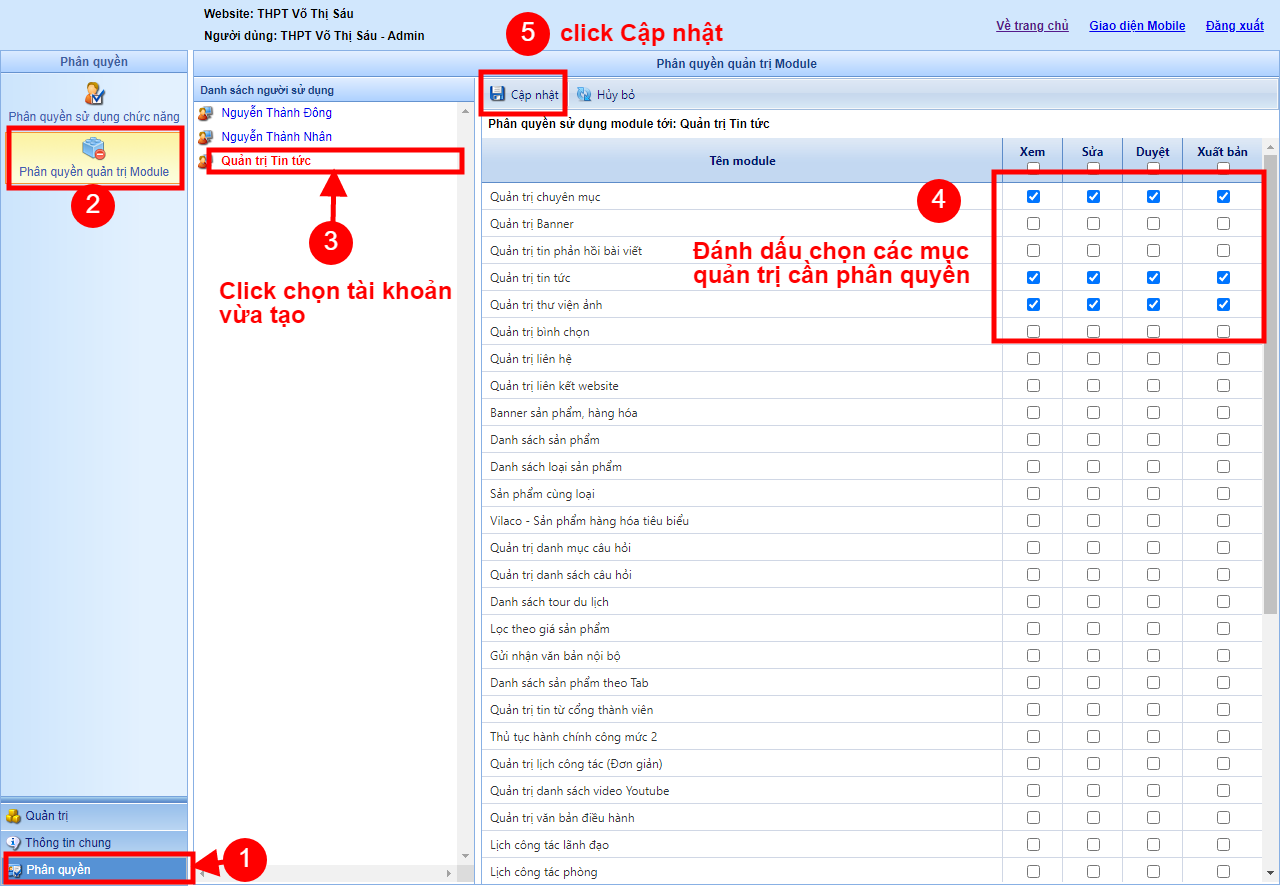 Website: THPT Võ Thị Sáu
Người dùng: THPT Võ Thị Sáu - Admin
5 click Cập nhật
Về trang chủ Giao diện Mobile Đăng xuất
Phân quyền
Phân quyền sử dụng chức năng
Phân quyền quản trị Module
2
Phân quyền quản trị Module
Danh sách người sử dụng
Nguyễn Thành Đông
Nguyễn Thành Nhân
Quản trị Tin tức
3
Click chọn tài khoản
vừa tạo
Cập nhật Hủy bỏ
Phân quyền sử dụng module tới: Quản trị Tin tức
Tên module Xem Sửa Duyệt Xuất bản
4
Đánh dấu chọn các mục
quản trị cần phân quyền
Quản trị chuyên mục
Quản trị Banner
Quản trị tin phản hồi bài viết
Quản trị tin tức
Quản trị thư viện ảnh
Quản trị bình chọn
Quản trị liên hệ
Quản trị liên kết website
Banner sản phẩm, hàng hóa
Danh sách sản phẩm
Danh sách loại sản phẩm
Sản phẩm cùng loại
Vilaco - Sản phẩm hàng hóa tiêu biểu
Quản trị danh mục câu hỏi
Quản trị danh sách câu hỏi
Danh sách tour du lịch
Lọc theo giá sản phẩm
Gửi nhận văn bản nội bộ
Danh sách sản phẩm theo Tab
Quản trị tin từ cổng thành viên
Thủ tục hành chính công mức 2
Quản trị lịch công tác (Đơn giản)
Quản trị danh sách video Youtube
Quản trị văn bản điều hành
Lịch công tác lãnh đạo
Lịch công tác phòng
Quản trị
Thông tin chung
Phân quyền
1